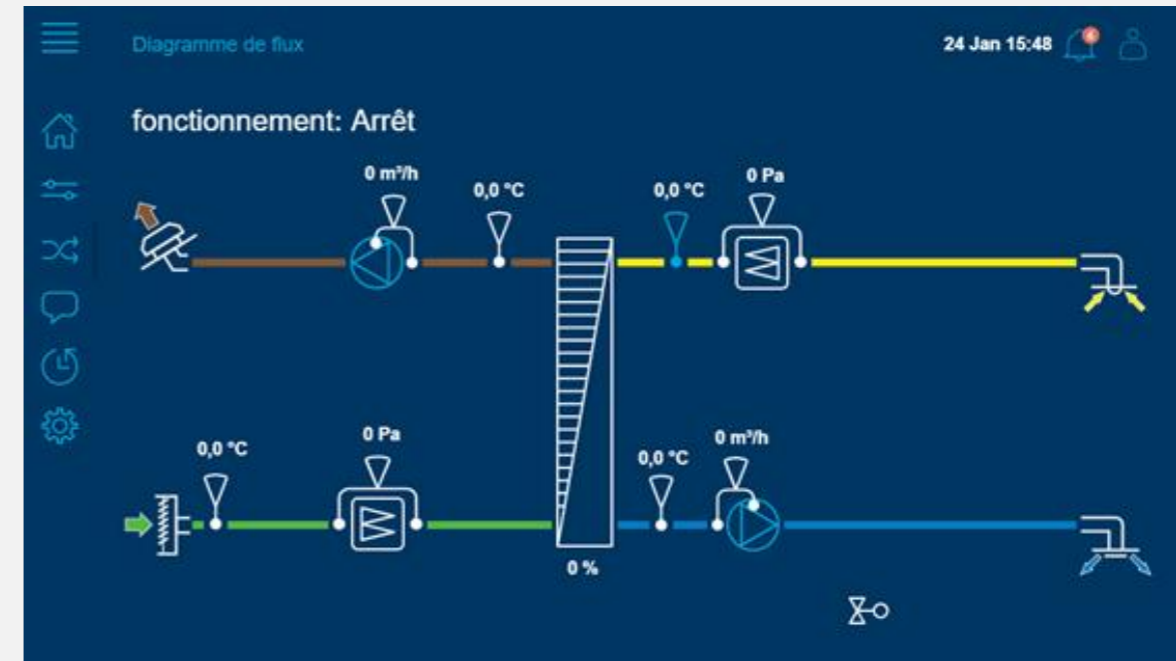 Diagramme de flux
24 Jan 15:48
4
fonctionnement: Arrêt
0 m³/h
0,0 °C
0,0 °C
0 Pa
0,0 °C
0 Pa
0,0 °C
0 m³/h
0 %